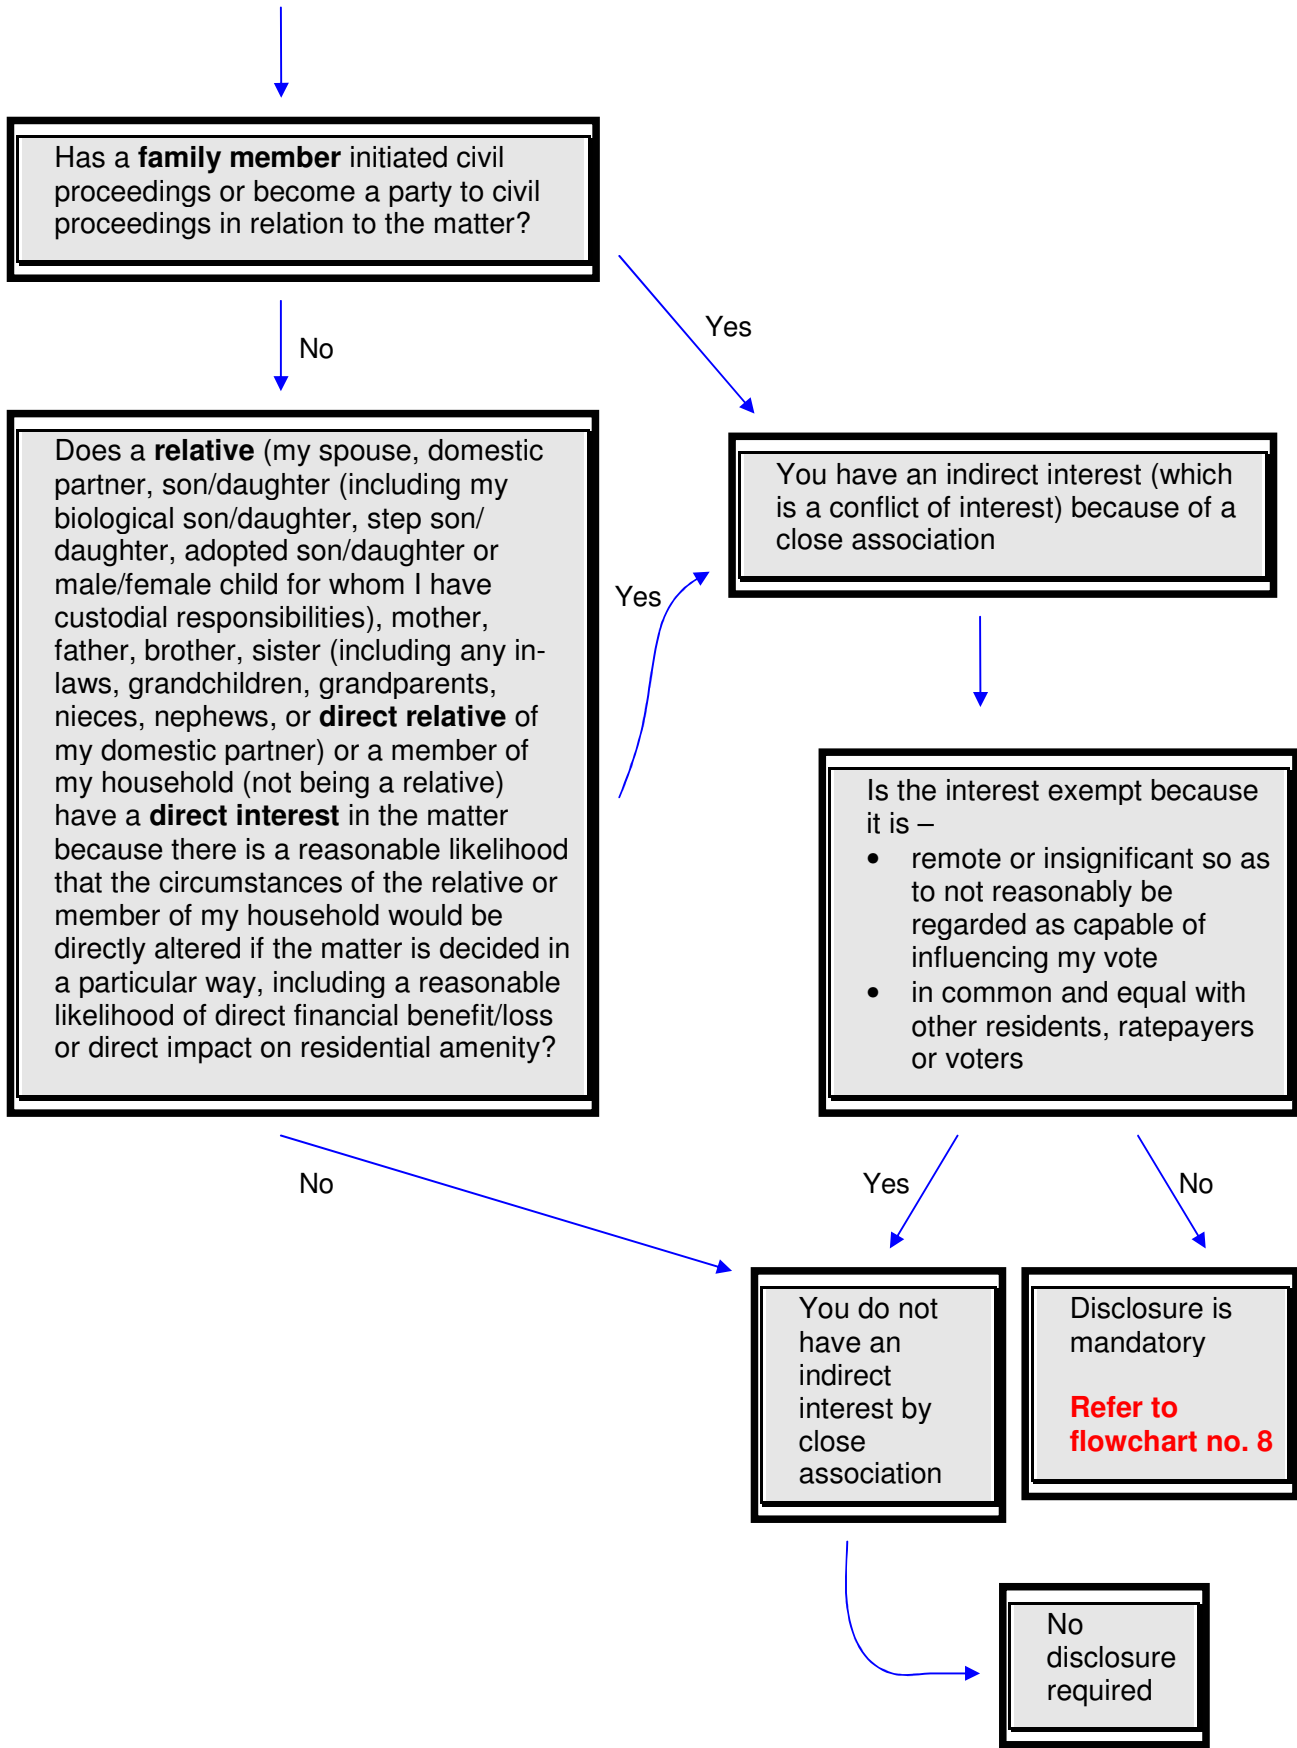 Has a family member initiated civil
proceedings or become a party to civil
proceedings in relation to the matter?
Yes
No
Does a relative (my spouse, domestic
partner, son/daughter (including my
biological son/daughter, step son/
daughter, adopted son/daughter or
male/female child for whom I have
custodial responsibilities), mother,
father, brother, sister (including any in-
laws, grandchildren, grandparents,
nieces, nephews, or direct relative of
my domestic partner) or a member of
my household (not being a relative)
have a direct interest in the matter
because there is a reasonable likelihood
that the circumstances of the relative or
member of my household would be
directly altered if the matter is decided in
a particular way, including a reasonable
likelihood of direct financial benefit/loss
or direct impact on residential amenity?
Yes
You have an indirect interest (which
is a conflict of interest) because of a
close association
Is the interest exempt because
it is –
• remote or insignificant so as
to not reasonably be
regarded as capable of
influencing my vote
• in common and equal with
other residents, ratepayers
or voters
No
Yes
No
You do not
have an
indirect
interest by
close
association
Disclosure is
mandatory
Refer to
flowchart no. 8
No
disclosure
required